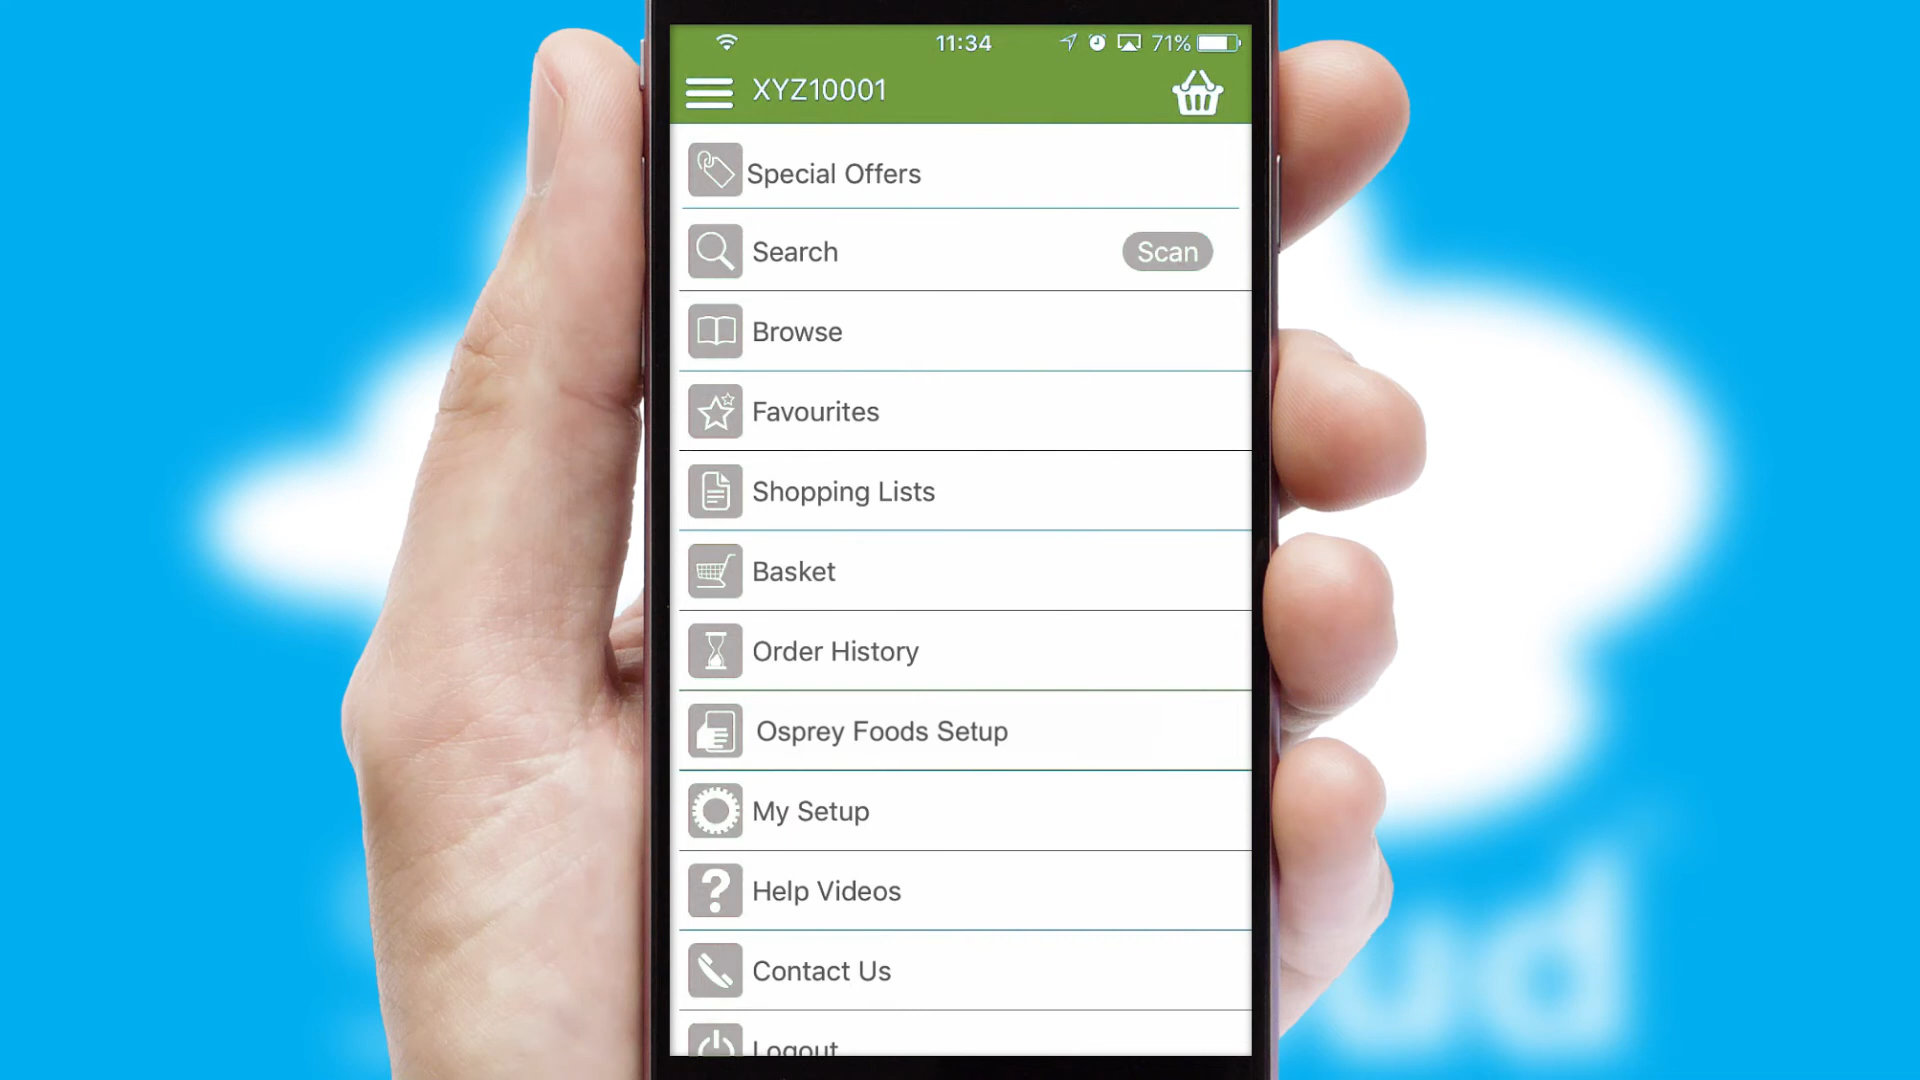 11:34
71%
XYZ10001
Special Offers
Search
Scan
Browse
Favourites
Shopping Lists
Basket
Order History
Osprey Foods Setup
My Setup
Help Videos
Contact Us
Logout
ud